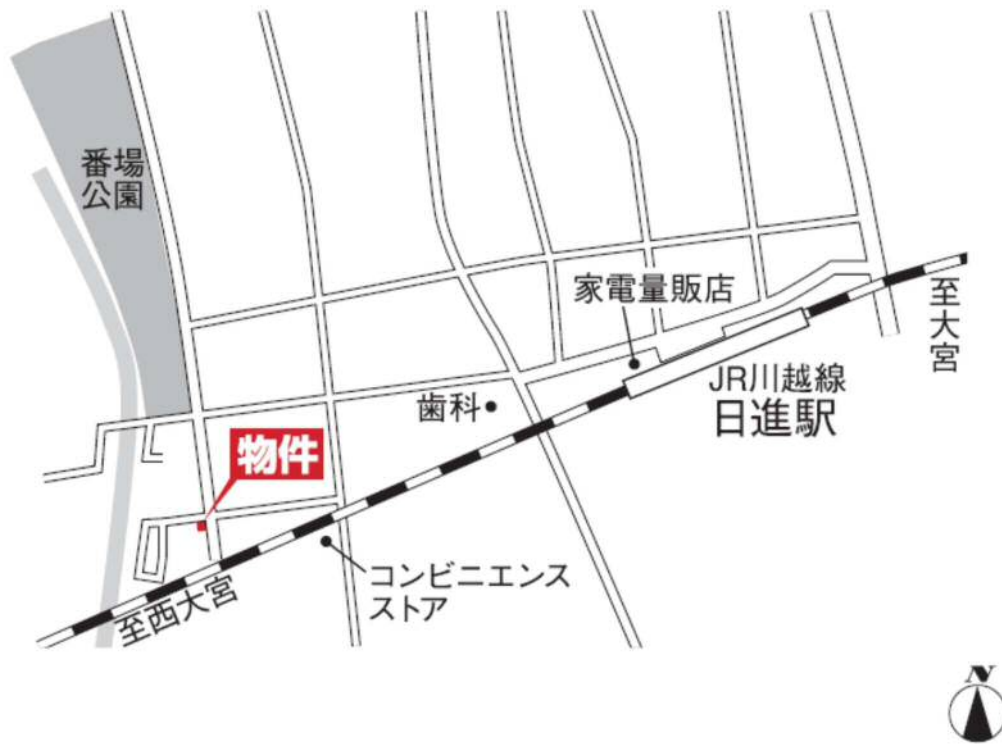 番場
公園
家電量販店
至大宮
JR川越線
日進駅
歯科
物件
コンビニエンス
ストア
至西大宮
N